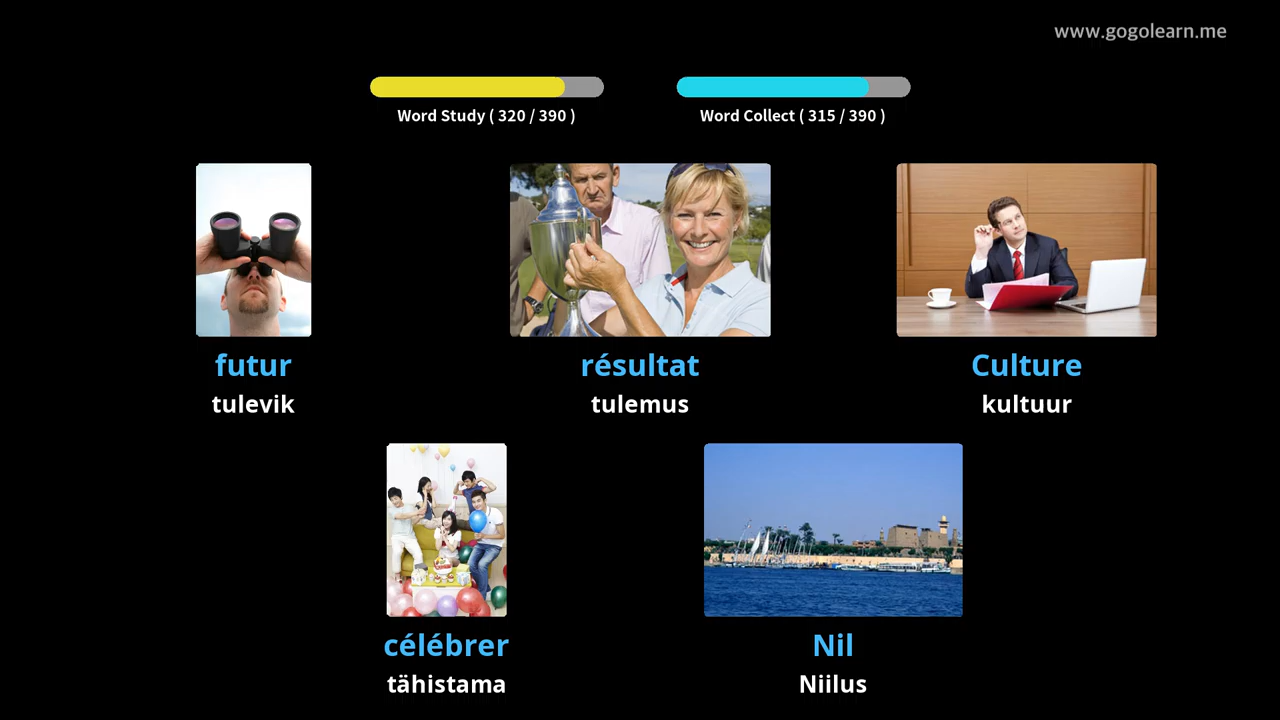 www.gogolearn.me
Word Study ( 320 / 390 )
Word Collect ( 315 / 390 )
futur
tulevik
résultat
tulemus
Culture
kultuur
célébrer
tähistama
Nil
Niilus